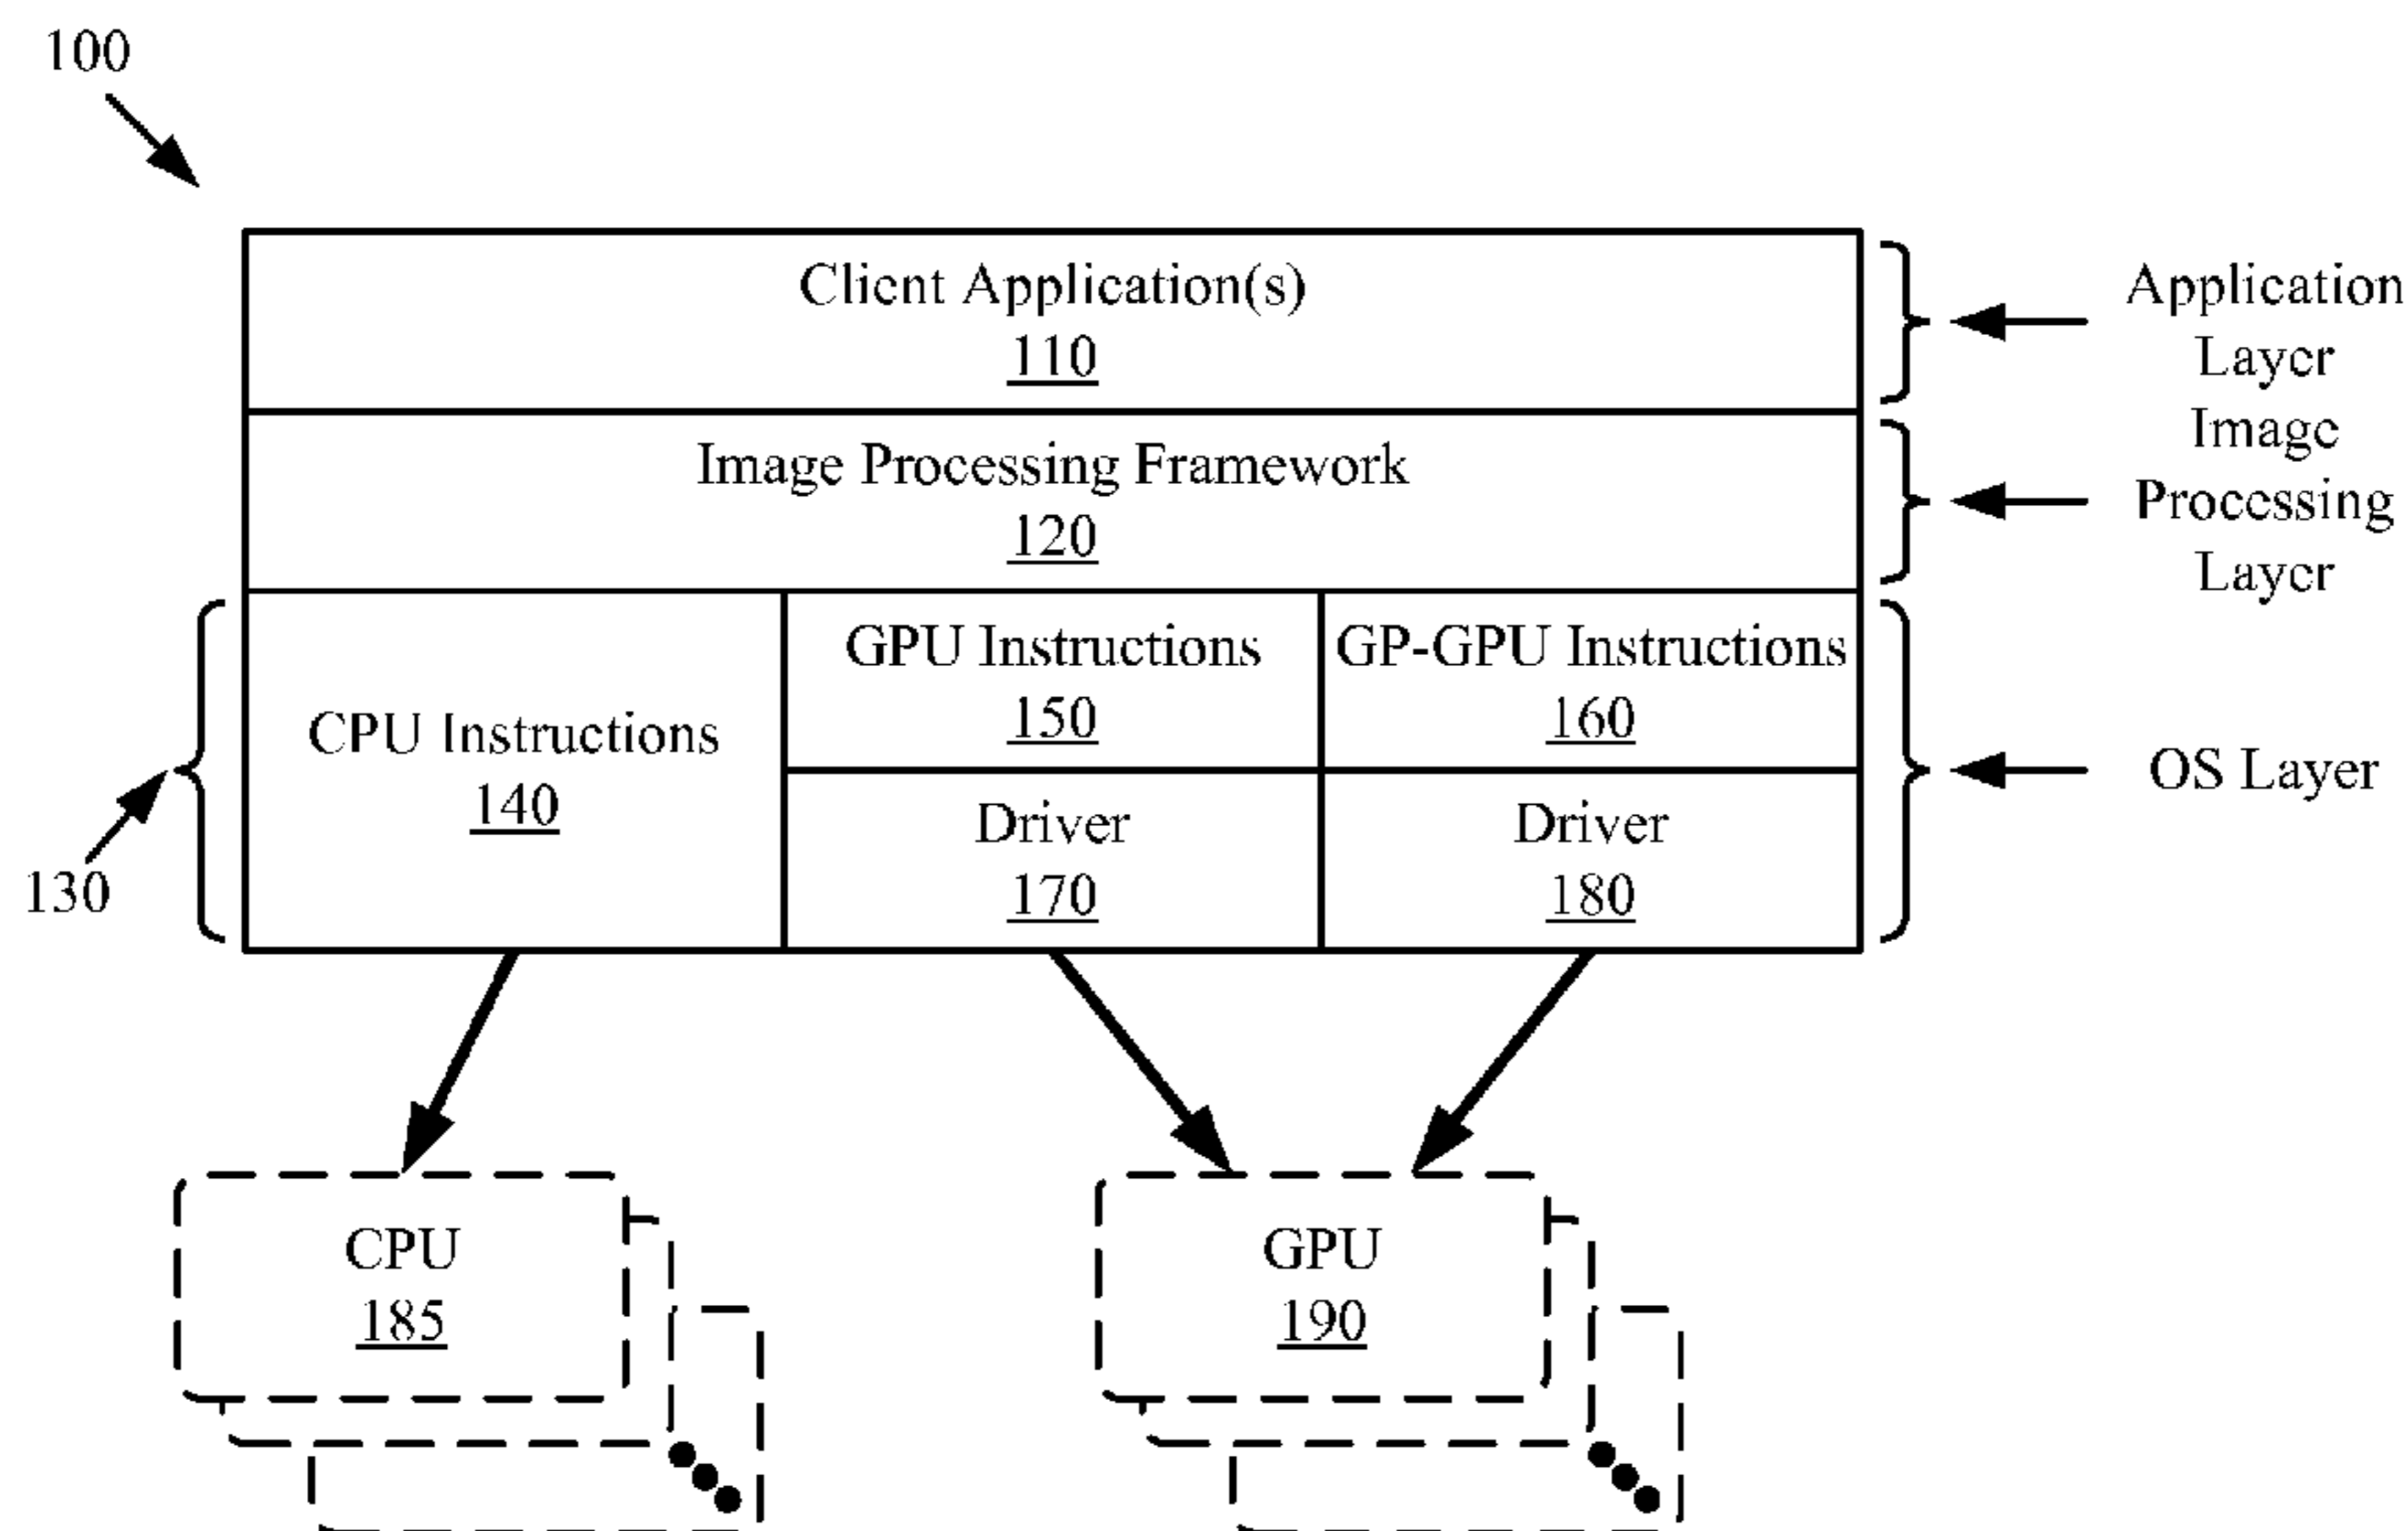 100
Client Application(s)
110
Application
Layer
Image Processing Framework
120
Image
Processing
Layer
CPU Instructions
140
GPU Instructions
150
GP-GPU Instructions
160
Driver
170
Driver
180
OS Layer
130
CPU
185
GPU
190